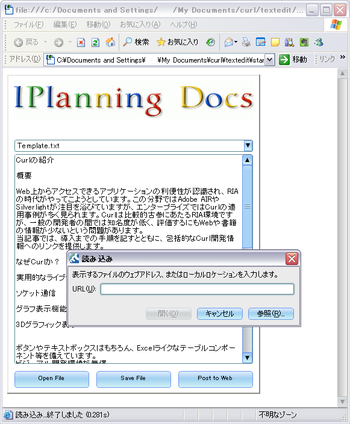 file:///c:/Documents and Settings/ /My Documents/curl/textedit/
ファイル(F) 編集(E) 移動(O) お気に入り(A) ヘルプ(H)
戻る 検索 お気に入り
アドレス(D) C:\Documents and Settings\ \My Documents\curl\textedit\star 移動 リンク
IPlanning Docs
Template.txt
Curlの紹介
概要
Web上からアクセスできるアプリケーションの利便性が認識され、RIA
の時代がやってこようとしています。この分野ではAdobe AIRや
Silverlightが注目を浴びていますが、エンタープライズではCurlの適
用事例が多く見られます。Curlは比較的古参にあたるRIA環境です
が、一般の開発者の間では知名度が低く、評価するにもWebや書籍
の情報が少ないという問題があります。
当記事では、導入までの手順を記すとともに、包括的なCurl開発情
報へのリンクを提供します。
なぜCurlか?
実用的なライブ
ソケット通信
グラフ表示機能
3Dグラフィック表
ボタンやテキストボックスはもちろん、Excelライクなテーブルコンポー
ネント等を備えています。
読み込み
表示するファイルのウェブアドレス、またはローカルロケーションを入力します。
URL(U):
開く(O) キャンセル 参照(R)...
Open File Save File Post to Web
読み込み...終了しました (0.281s) 不明なゾーン